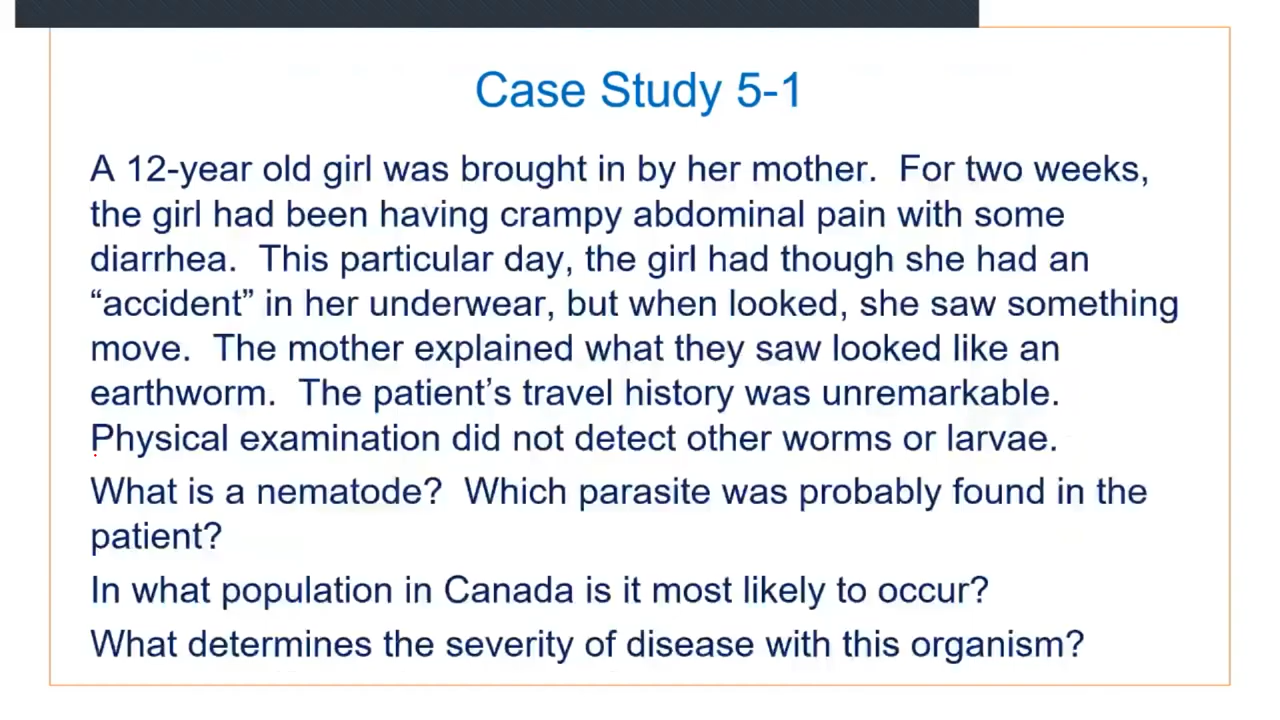 Case Study 5-1
A 12-year old girl was brought in by her mother.  For two weeks,
the girl had been having crampy abdominal pain with some
diarrhea.  This particular day, the girl had though she had an
“accident” in her underwear, but when looked, she saw something
move.  The mother explained what they saw looked like an
earthworm.  The patient’s travel history was unremarkable.
Physical examination did not detect other worms or larvae.
What is a nematode?  Which parasite was probably found in the
patient?
In what population in Canada is it most likely to occur?
What determines the severity of disease with this organism?